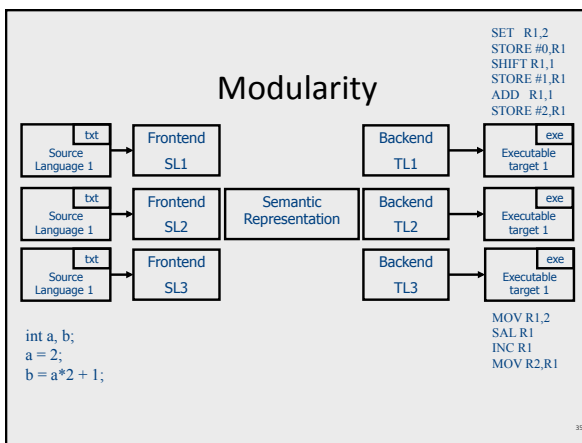 SET R1,2
STORE #0,R1
SHIFT R1,1
STORE #1,R1
ADD R1,1
STORE #2,R1
Modularity
txt
Source
Language 1
Frontend
SL1
Backend
TL1
exe
Executable
target 1
txt
Source
Language 1
Frontend
SL2
Semantic
Representation
Backend
TL2
exe
Executable
target 1
txt
Source
Language 1
Frontend
SL3
Backend
TL3
exe
Executable
target 1
int a, b;
a = 2;
b = a*2 + 1;
MOV R1,2
SAL R1
INC R1
MOV R2,R1